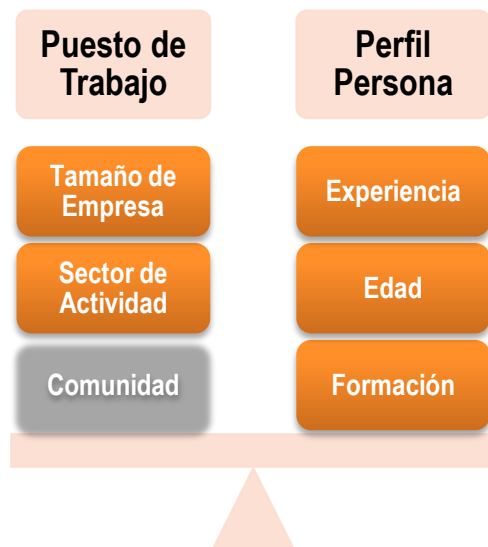 Puesto de
Trabajo
Perfil
Persona
Tamaño de
Empresa
Experiencia
Sector de
Actividad
Edad
Comunidad
Formación